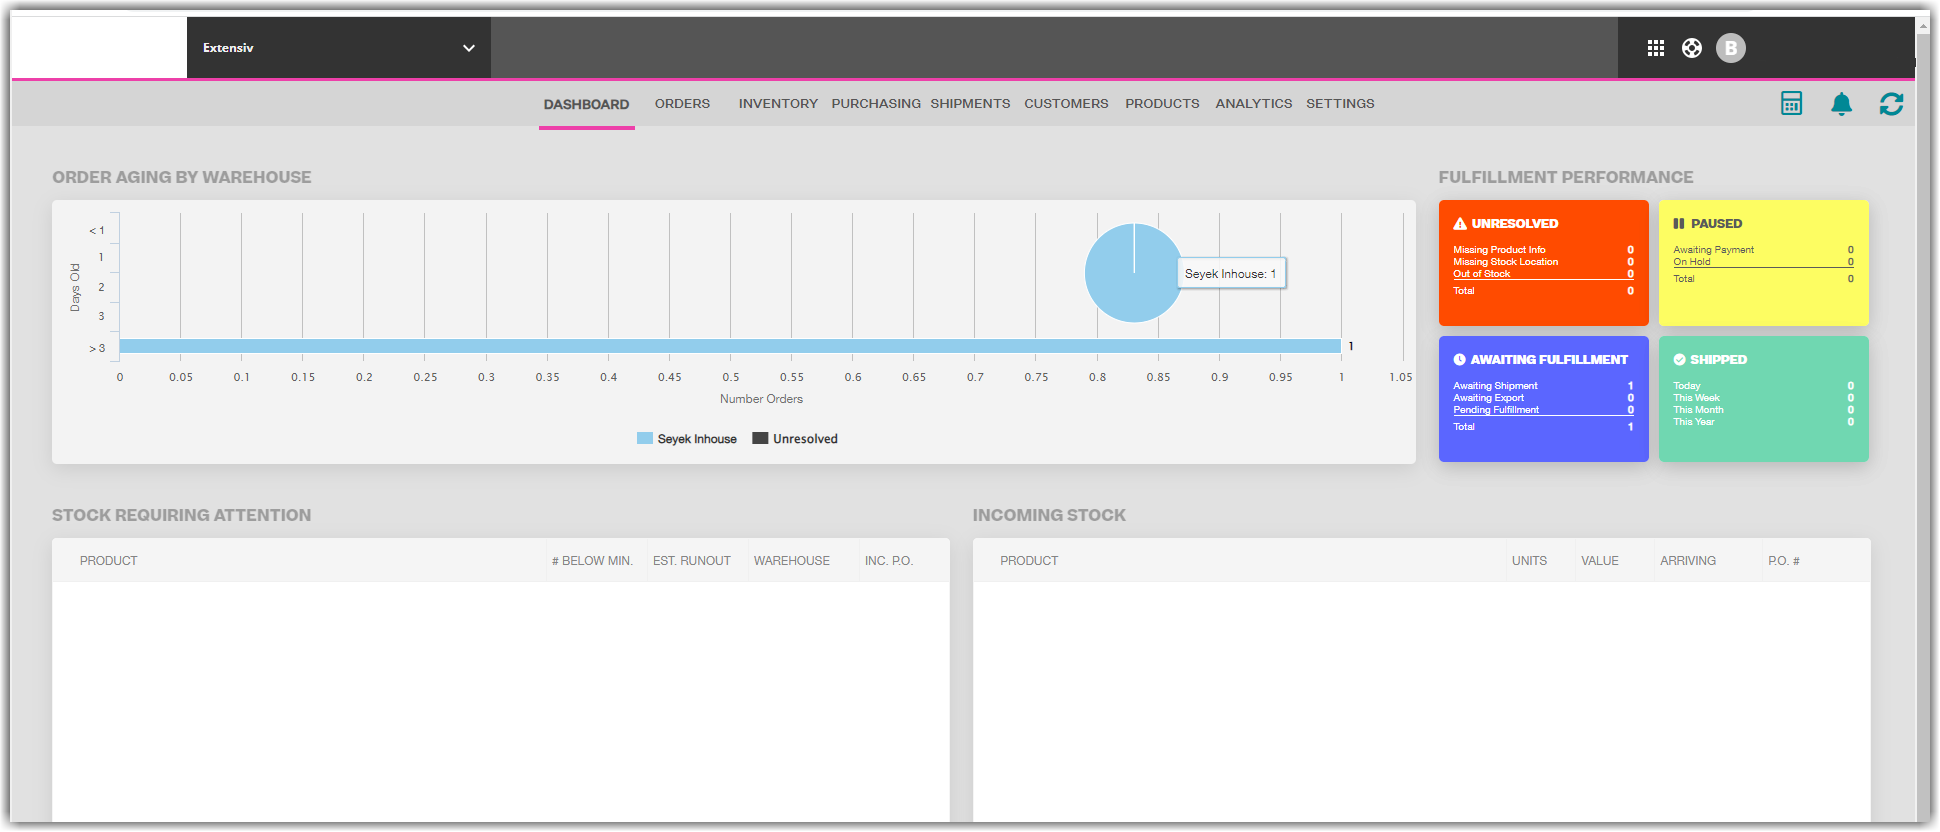 Extensiv
B
DASHBOARD ORDERS INVENTORY PURCHASING SHIPMENTS CUSTOMERS PRODUCTS ANALYTICS SETTINGS
ORDER AGING BY WAREHOUSE
Days Old
< 1
1
2
3
> 3
Seyek Inhouse: 1
1
0 0.05 0.1 0.15 0.2 0.25 0.3 0.35 0.4 0.45 0.5 0.55 0.6 0.65 0.7 0.75 0.8 0.85 0.9 0.95 1 1.05
Number Orders
Seyek Inhouse Unresolved
FULFILLMENT PERFORMANCE
UNRESOLVED
Missing Product Info 0
Missing Stock Location 0
Out of Stock 0
Total 0
PAUSED
Awaiting Payment 0
On Hold 0
Total 0
AWAITING FULFILLMENT
Awaiting Shipment 1
Awaiting Export 0
Pending Fulfillment 0
Total 1
SHIPPED
Today 0
This Week 0
This Month 0
This Year 0
STOCK REQUIRING ATTENTION
PRODUCT # BELOW MIN. EST. RUNOUT WAREHOUSE INC. P.O.
INCOMING STOCK
PRODUCT UNITS VALUE ARRIVING P.O. #